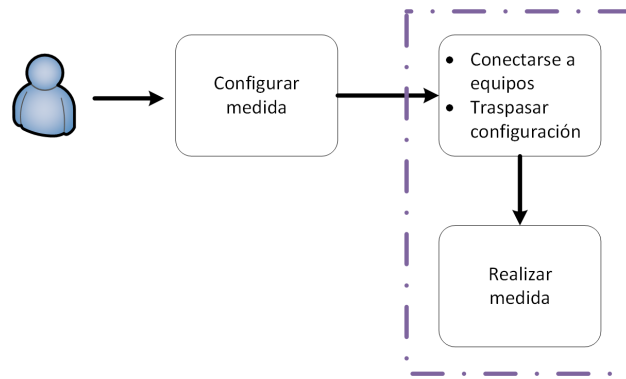 Configurar
medida
• Conectarse a
equipos
• Traspasar
configuración
Realizar
medida